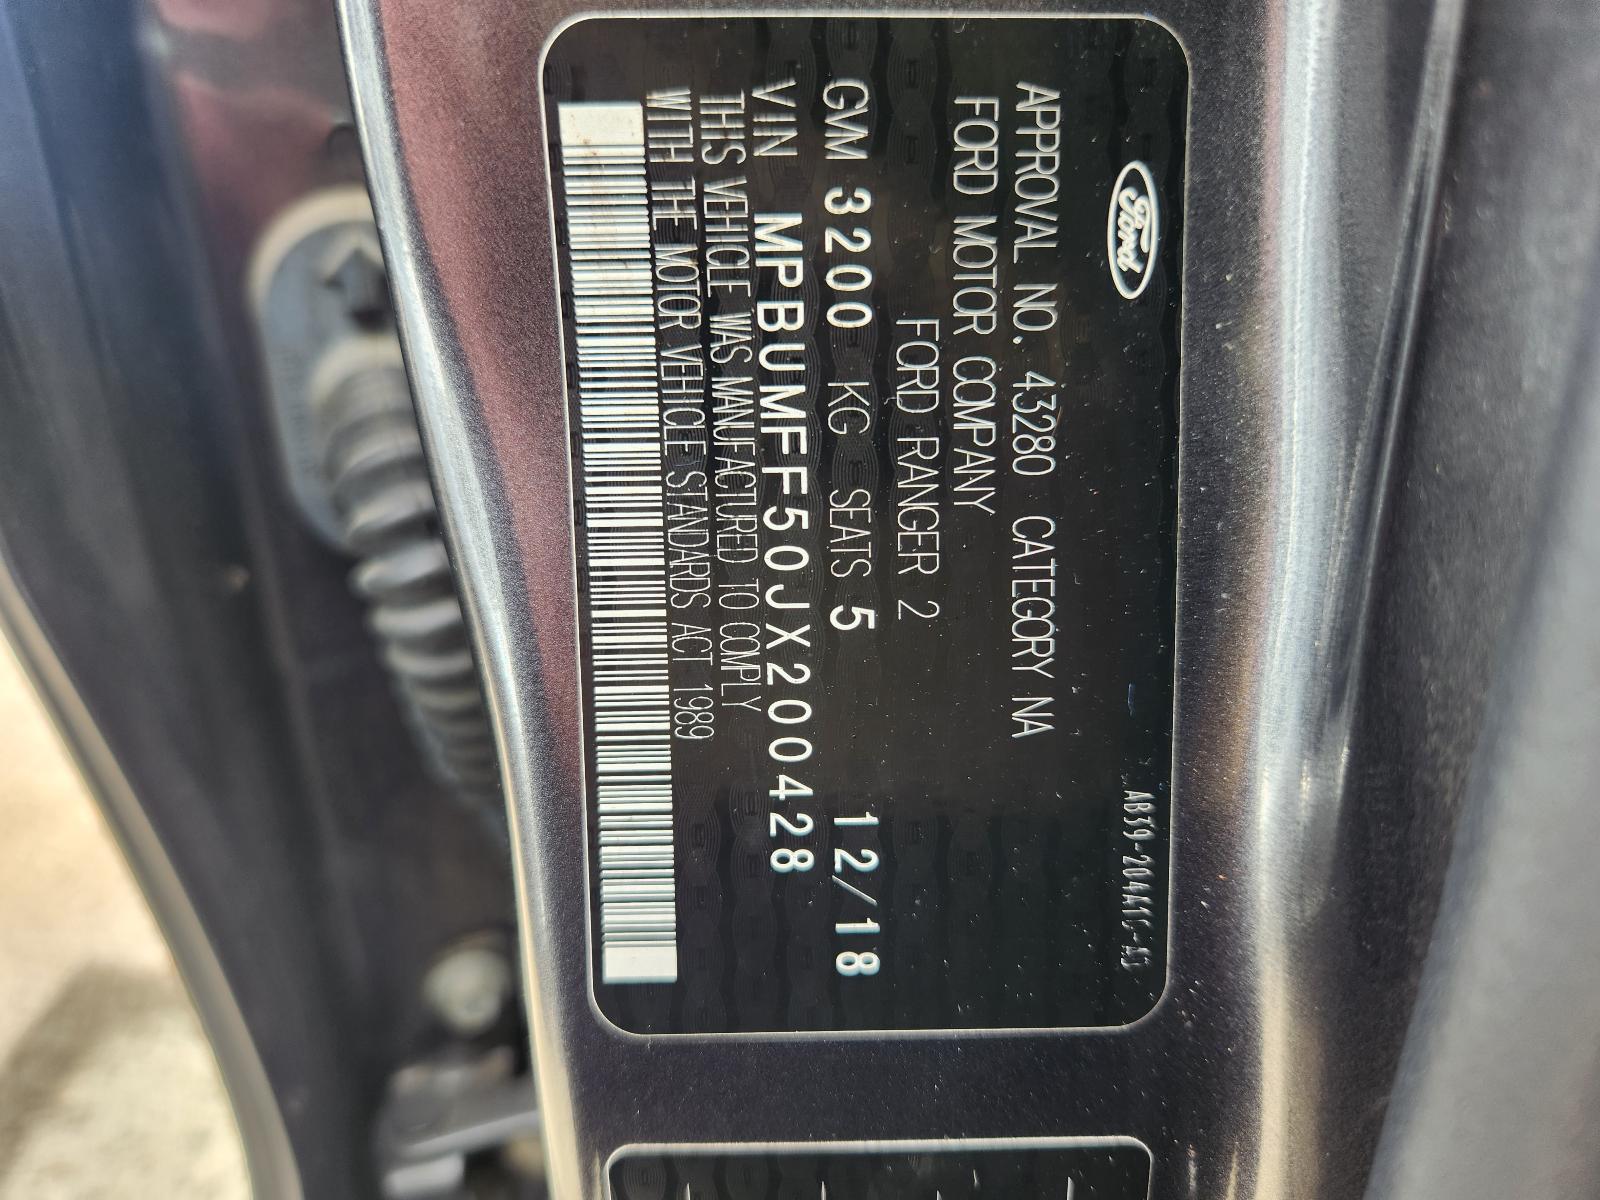 Ford
APPROVAL NO. 43280 CATEGORY NA
FORD MOTOR COMPANY
FORD RANGER 2
GVM 3200 KG SEATS 5 12/18
VIN MPBUMFF50JX200428
THIS VEHICLE WAS MANUFACTURED TO COMPLY
WITH THE MOTOR VEHICLE STANDARDS ACT 1989